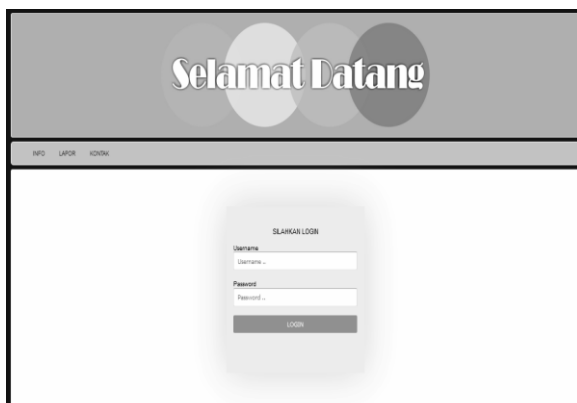 Selamat Datang
INFO LAPOR KONTAK
SILAHKAN LOGIN
Username
Username ...
Password
Password ...
LOGIN